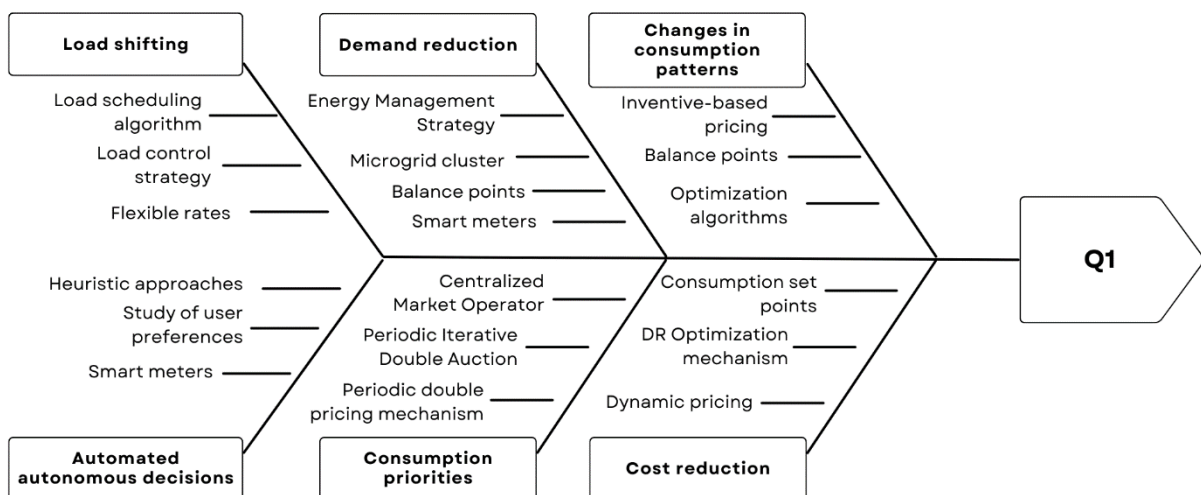 Load shifting
Demand reduction
Changes in
consumption
patterns
Load scheduling
algorithm
Load control
strategy
Flexible rates
Energy Management
Strategy
Microgrid cluster
Balance points
Smart meters
Inventive-based
pricing
Balance points
Optimization
algorithms
Q1
Heuristic approaches
Study of user
preferences
Smart meters
Centralized
Market Operator
Periodic Iterative
Double Auction
Periodic double
pricing mechanism
Consumption set
points
DR Optimization
mechanism
Dynamic pricing
Automated
autonomous decisions
Consumption
priorities
Cost reduction